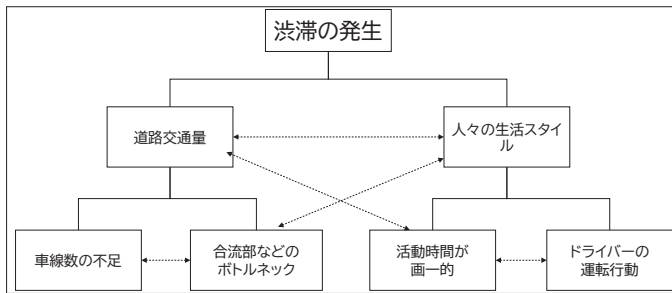 渋滞の発生
道路交通量
人々の生活スタイ
ル
車線数の不足
合流部などの
ボトルネック
活動時間が
画一的
ドライバーの
運転行動